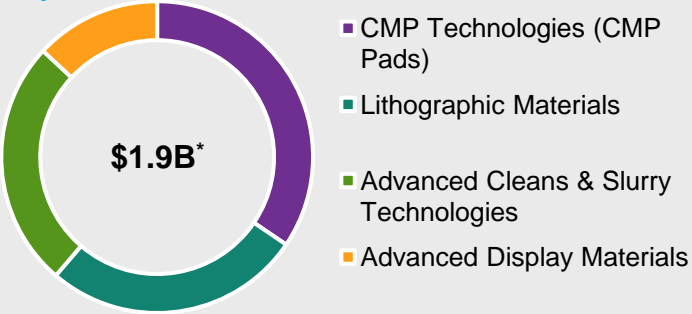 $1.9B*
CMP Technologies (CMP
Pads)
Lithographic Materials
Advanced Cleans & Slurry
Technologies
Advanced Display Materials